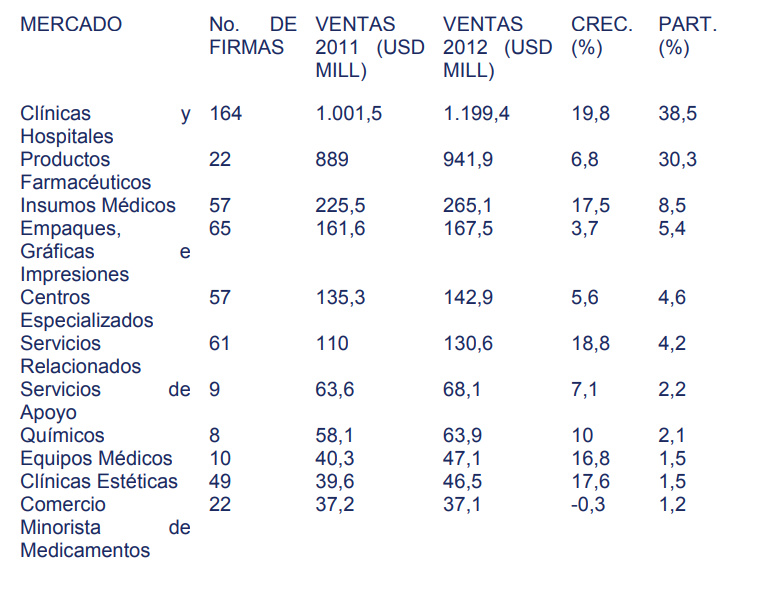 MERCADO No. DE VENTAS VENTAS CREC. PART.
FIRMAS 2011 (USD 2012 (USD (%) (%)
MILL) MILL)
Clínicas y 164 1.001,5 1.199,4 19,8 38,5
Hospitales
Productos 22 889 941,9 6,8 30,3
Farmacéuticos
Insumos Médicos 57 225,5 265,1 17,5 8,5
Empaques, 65 161,6 167,5 3,7 5,4
Gráficas e
Impresiones
Centros 57 135,3 142,9 5,6 4,6
Especializados
Servicios 61 110 130,6 18,8 4,2
Relacionados
Servicios de 9 63,6 68,1 7,1 2,2
Apoyo
Químicos 8 58,1 63,9 10 2,1
Equipos Médicos 10 40,3 47,1 16,8 1,5
Clínicas Estéticas 49 39,6 46,5 17,6 1,5
Comercio 22 37,2 37,1 -0,3 1,2
Minorista de
Medicamentos